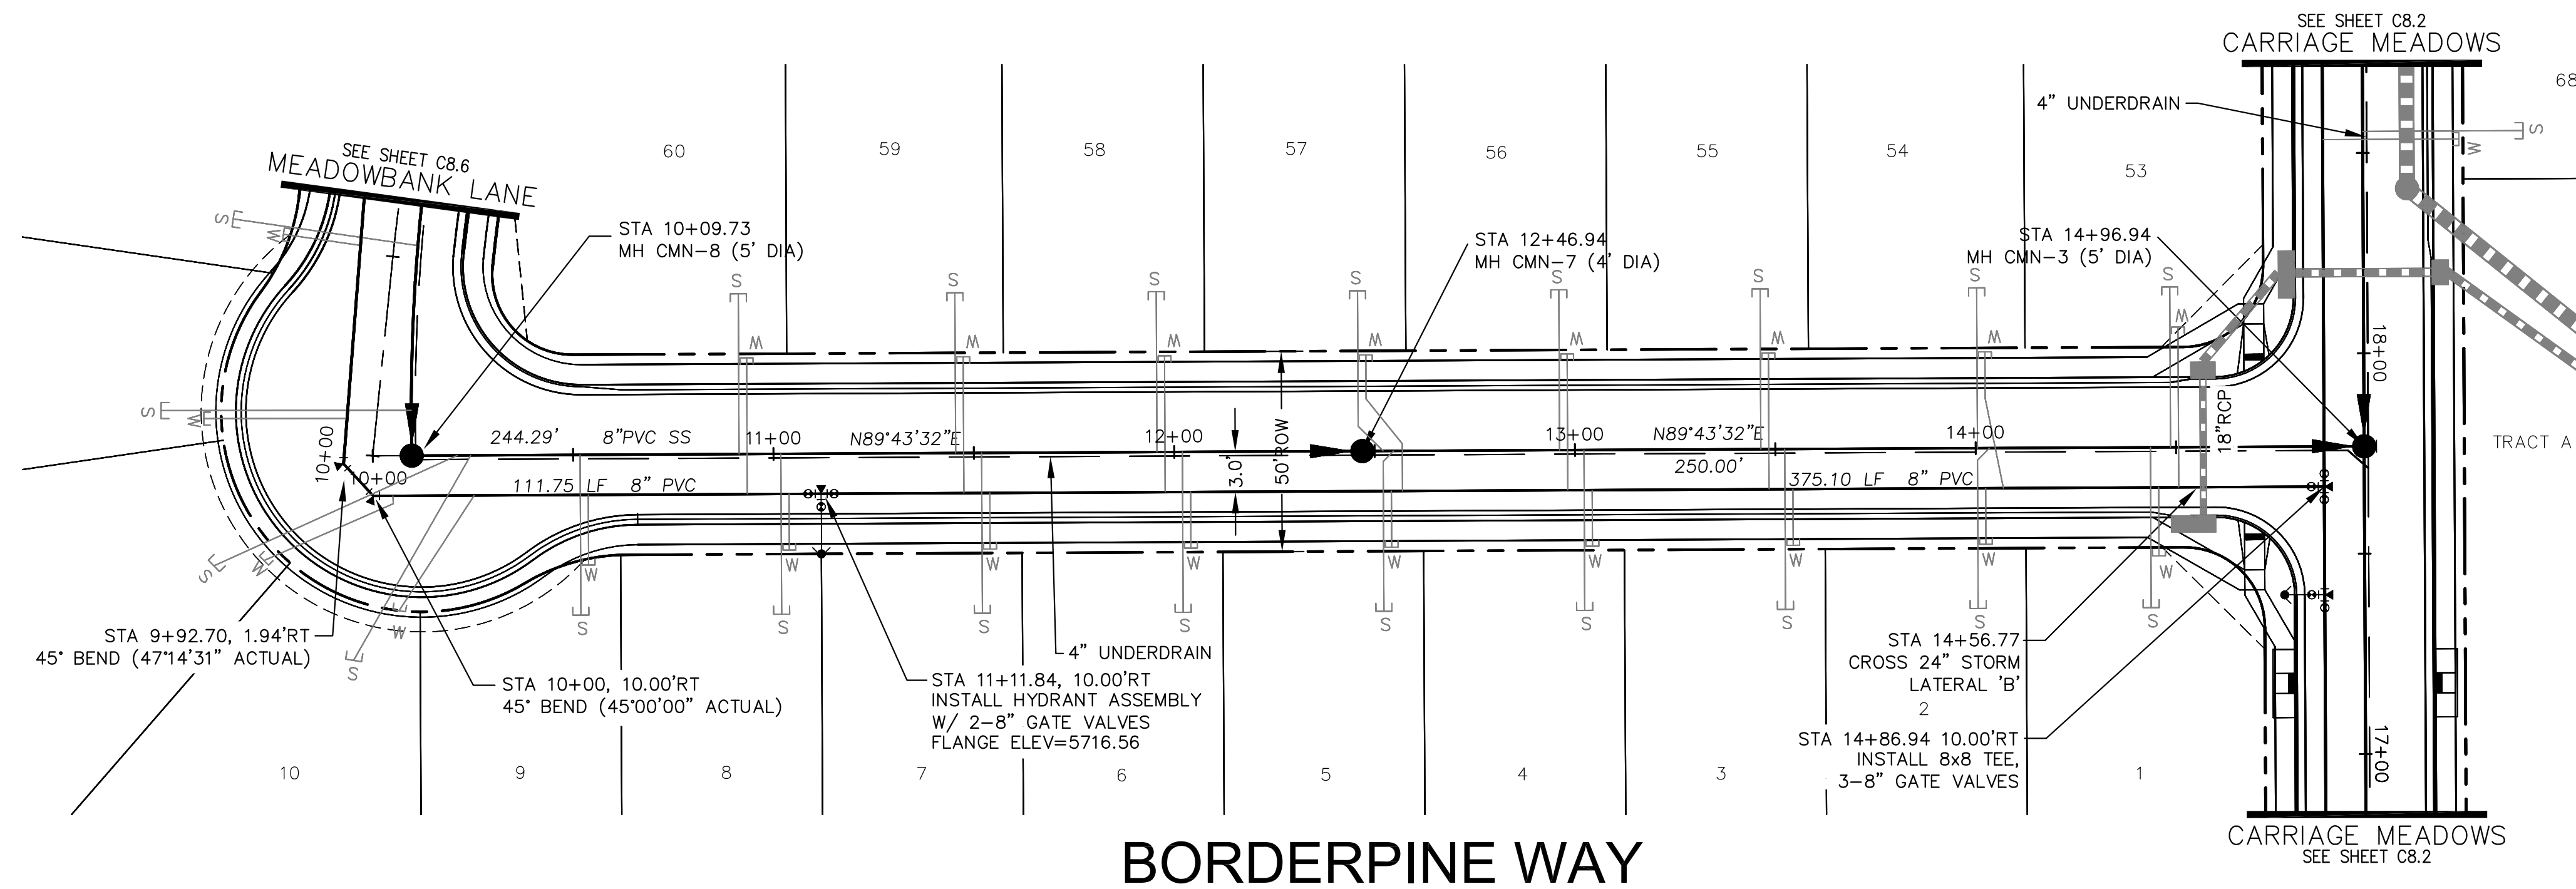 SEE SHEET C8.2
CARRIAGE MEADOWS
4" UNDERDRAIN
68
S
W
60
59
58
57
56
55
54
53
SEE SHEET C8.6
MEADOWBANK LANE
S
W
STA 10+09.73
MH CMN-8 (5' DIA)
STA 12+46.94
MH CMN-7 (4' DIA)
STA 14+96.94
MH CMN-3 (5' DIA)
S
S
S
S
S
S
S
S
W
W
W
W
W
W
W
18+00
S
W
10+00
10+00
244.29'
8"PVC SS
11+00
N89°43'32"E
12+00
3.0'
50'ROW
13+00
N89°43'32"E
250.00'
14+00
18"RCP
TRACT A
111.75 LF 8" PVC
375.10 LF 8" PVC
S
W
W
S
W
W
W
W
W
W
W
W
W
S
S
S
S
S
S
S
S
S
STA 9+92.70, 1.94'RT
45° BEND (47°14'31" ACTUAL)
STA 10+00, 10.00'RT
45° BEND (45°00'00" ACTUAL)
4" UNDERDRAIN
STA 11+11.84, 10.00'RT
INSTALL HYDRANT ASSEMBLY
W/ 2-8" GATE VALVES
FLANGE ELEV=5716.56
STA 14+56.77
CROSS 24" STORM
LATERAL 'B'
2
STA 14+86.94 10.00'RT
INSTALL 8x8 TEE,
3-8" GATE VALVES
17+00
10
9
8
7
6
5
4
3
1
CARRIAGE MEADOWS
SEE SHEET C8.2
BORDERPINE WAY